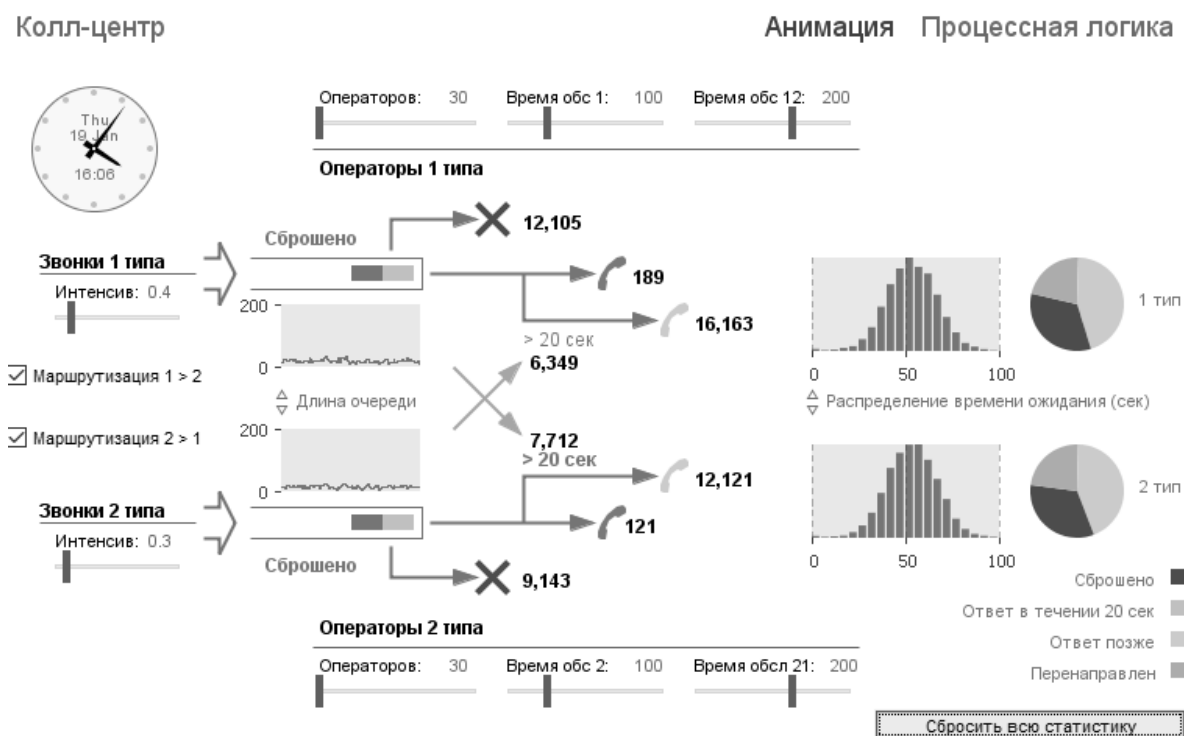 Колл-центр
Анимация Процессная логика
Операторов: 30 Время обс 1: 100 Время обс 12: 200
Thu
19 Jan
16:06
Операторы 1 типа
12,105
Сброшено
Звонки 1 типа
189
Интенсив: 0.4
200
16,163
1 тип
> 20 сек
6,349
0
0 50 100
Маршрутизация 1 > 2
Длина очереди
Распределение времени ожидания (сек)
200
Маршрутизация 2 > 1
7,712
> 20 сек
12,121
2 тип
0
Звонки 2 типа
121
Интенсив: 0.3
0 50 100
Сброшено
9,143
Сброшено
Ответ в течении 20 сек
Операторы 2 типа
Ответ позже
Операторов: 30 Время обс 2: 100 Время обсл 21: 200
Перенаправлен
Сбросить всю статистику